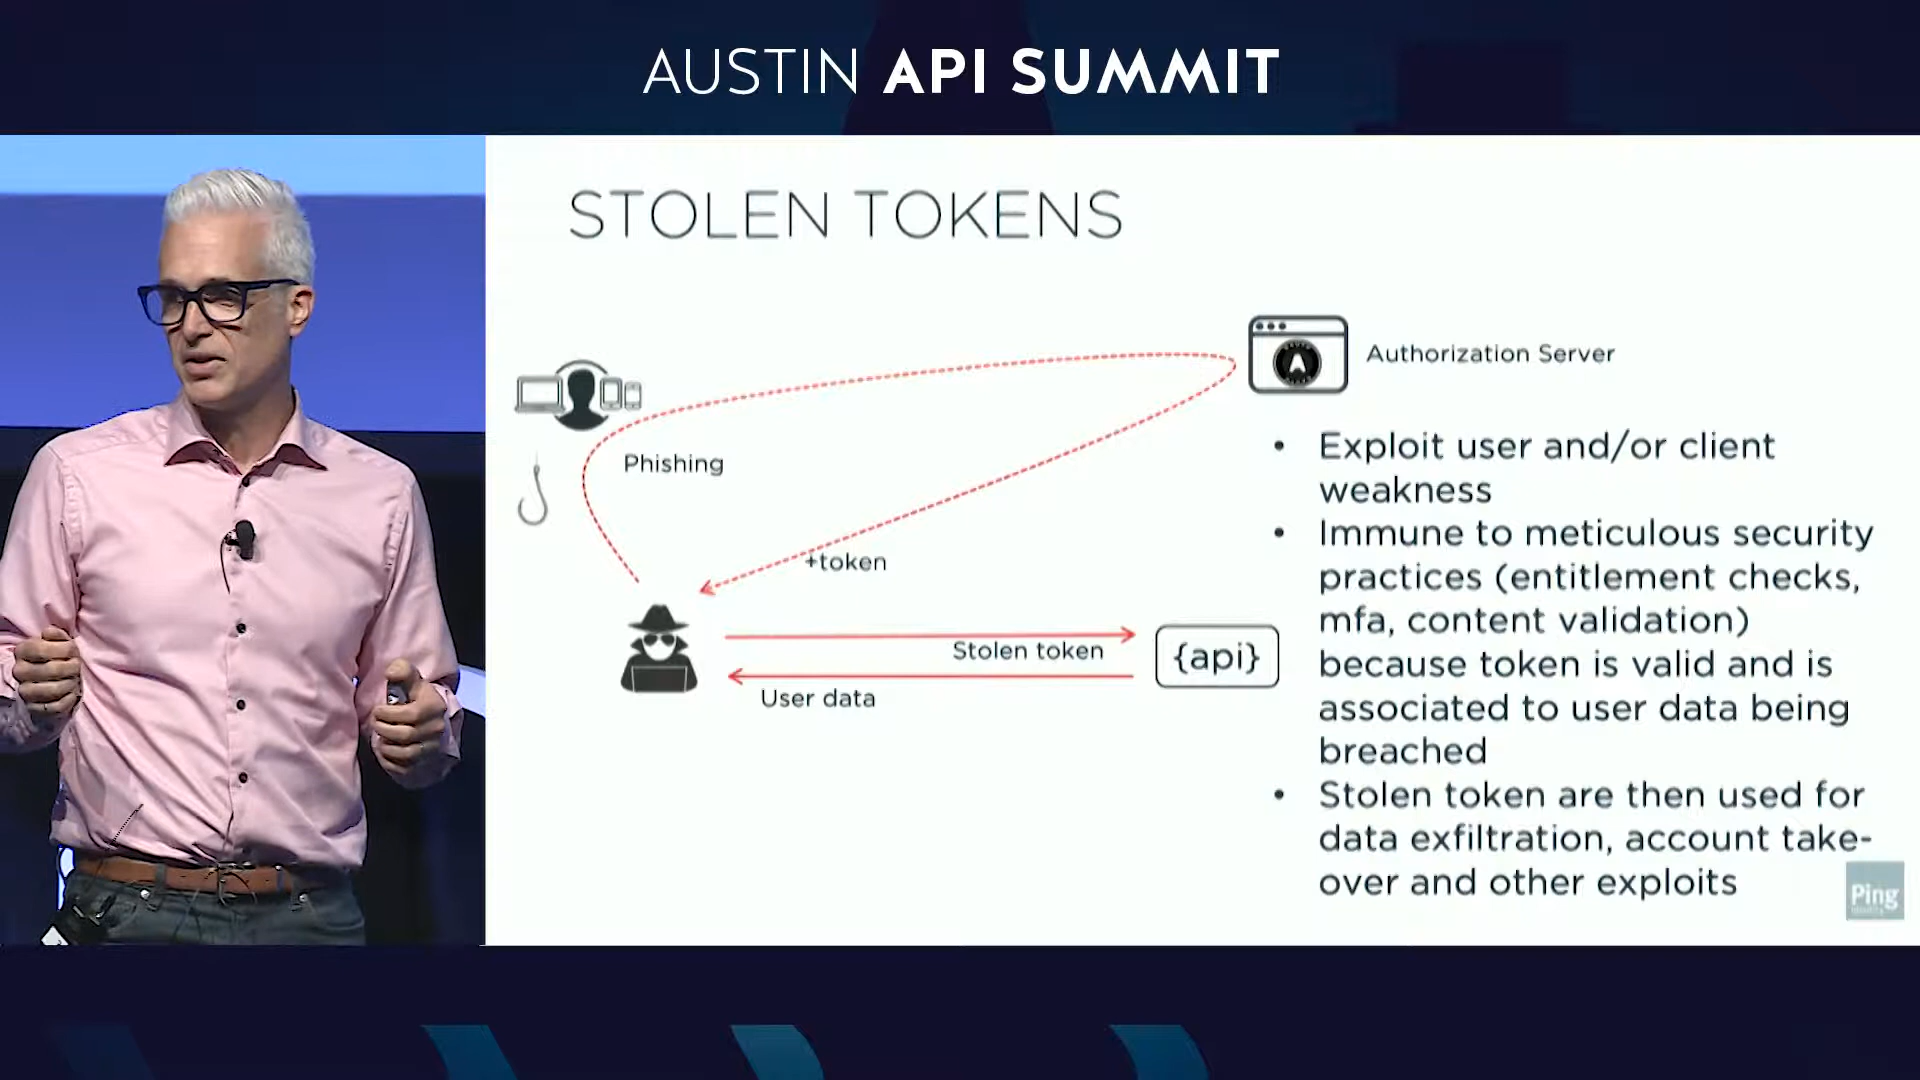 AUSTIN API SUMMIT
STOLEN TOKENS
Authorization Server
Phishing
+token
Stolen token
{api}
User data
• Exploit user and/or client
weakness
• Immune to meticulous security
practices (entitlement checks,
mfa, content validation)
because token is valid and is
associated to user data being
breached
• Stolen token are then used for
data exfiltration, account take-
over and other exploits
Ping
Identity
A